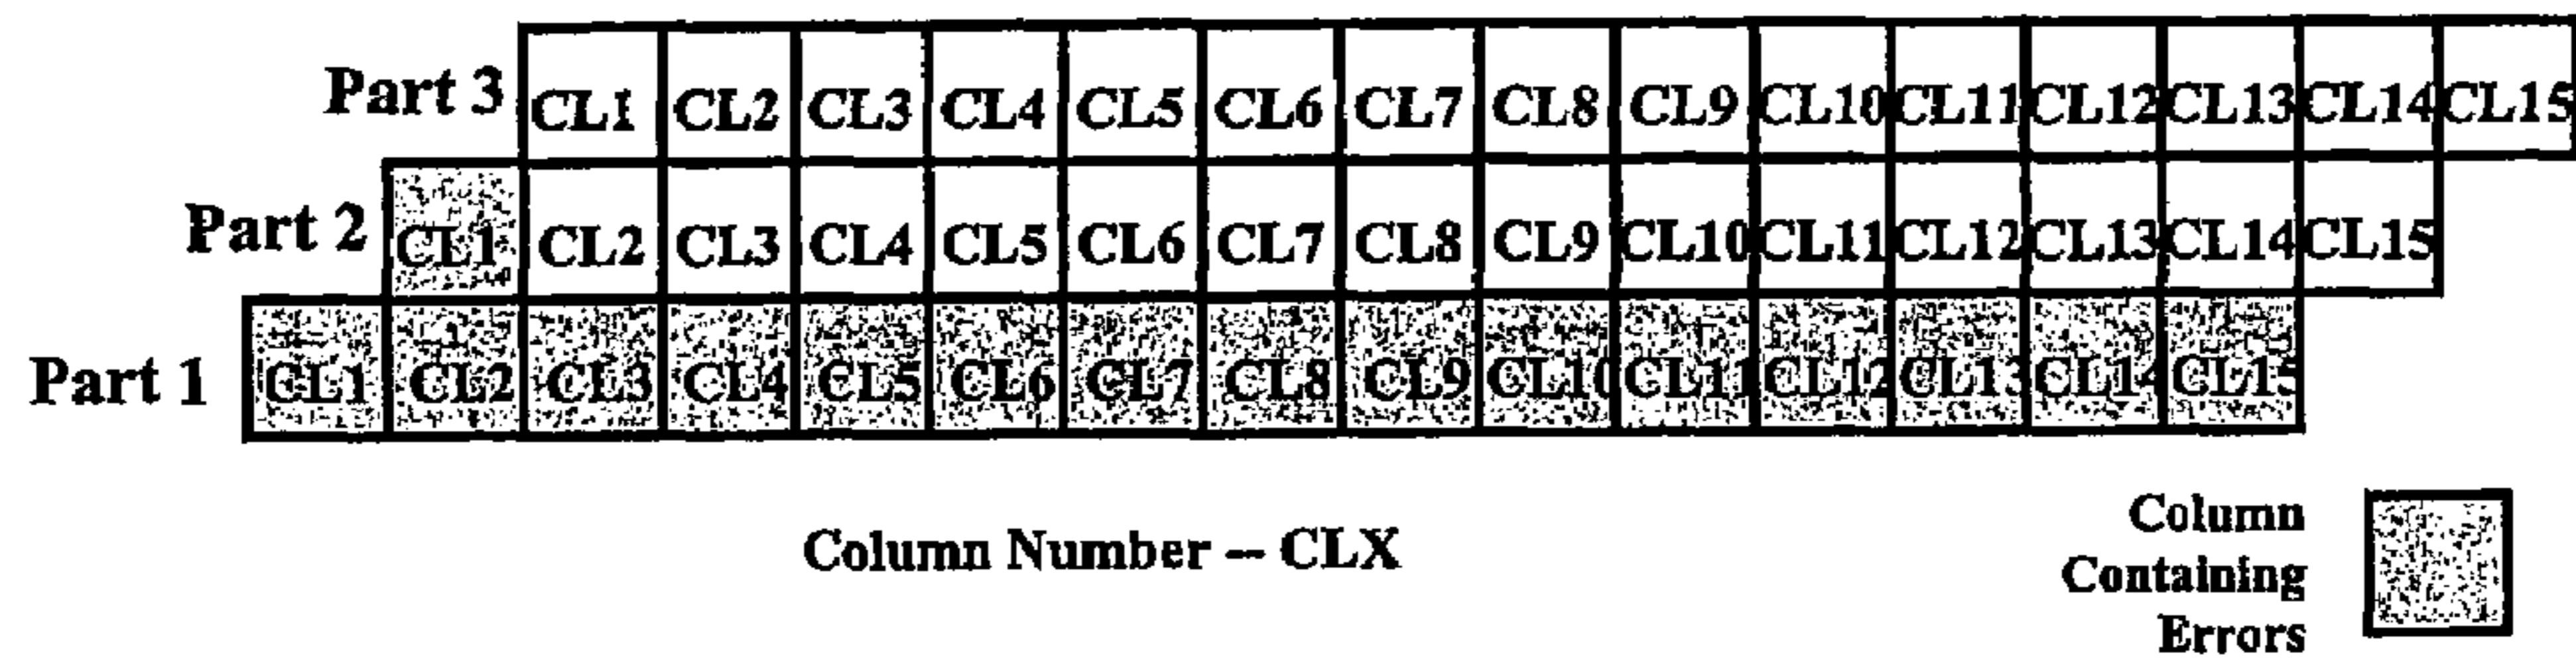 Part 3 CL1 CL2 CL3 CL4 CL5 CL6 CL7 CL8 CL9 CL10 CL11 CL12 CL13 CL14 CL15
Part 2 CL1 CL2 CL3 CL4 CL5 CL6 CL7 CL8 CL9 CL10 CL11 CL12 CL13 CL14 CL15
Part 1 CL1 CL2 CL3 CL4 CL5 CL6 CL7 CL8 CL9 CL10 CL11 CL12 CL13 CL14 CL15
Column Number -- CLX
Column
Containing
Errors